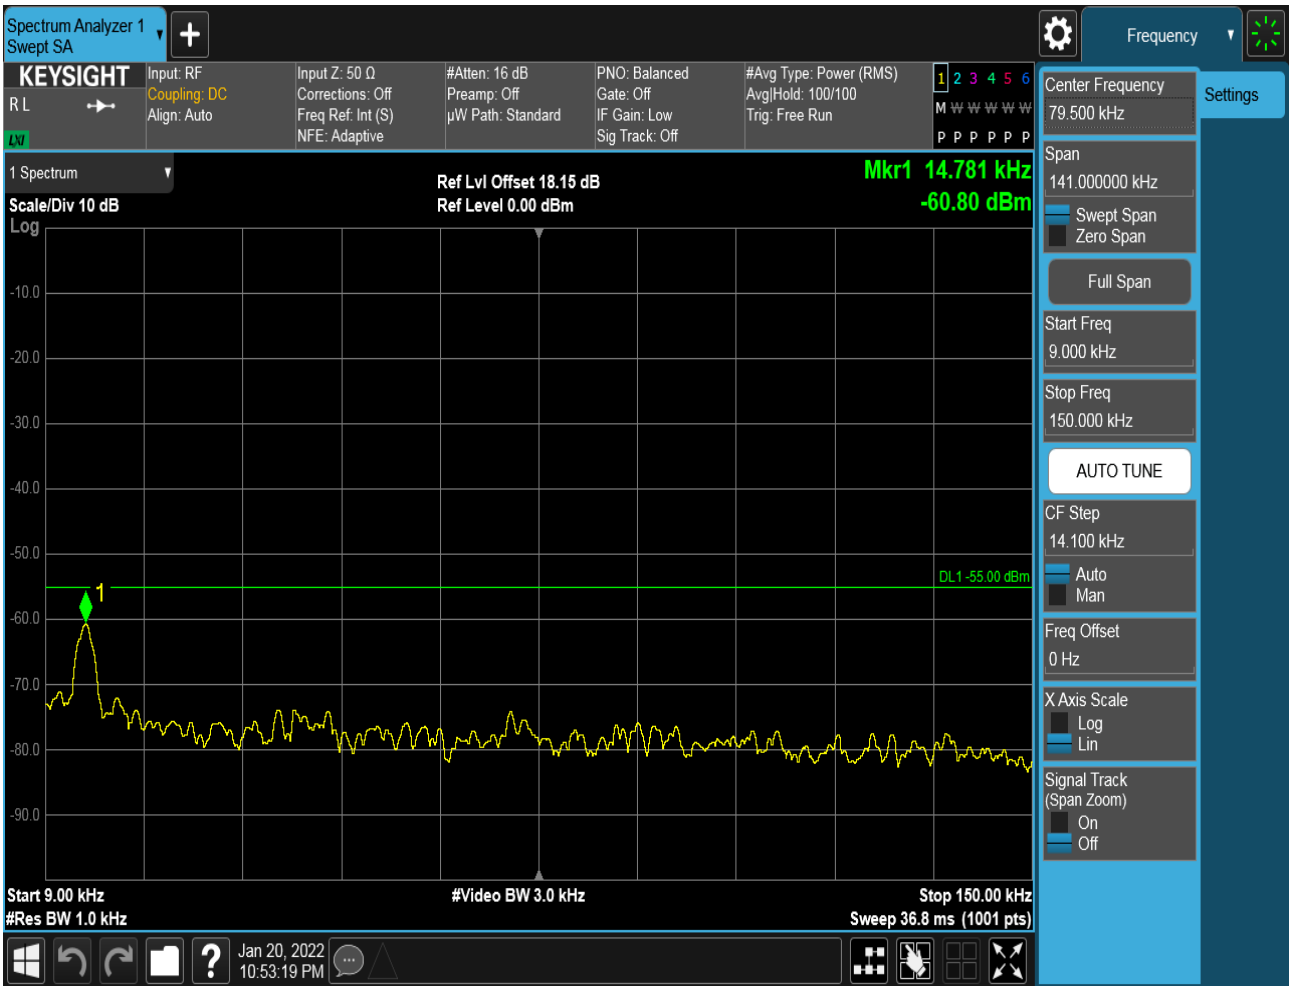 Spectrum Analyzer 1
Swept SA
Frequency
KEYSIGHT
R L
LXI
Input: RF
Coupling: DC
Align: Auto
Input Z: 50 Ω
Corrections: Off
Freq Ref: Int (S)
NFE: Adaptive
#Atten: 16 dB
Preamp: Off
µW Path: Standard
PNO: Balanced
Gate: Off
IF Gain: Low
Sig Track: Off
#Avg Type: Power (RMS)
Avg|Hold: 100/100
Trig: Free Run
1 2 3 4 5 6
M W W W W W
P P P P P P
1 Spectrum
Scale/Div 10 dB
Log
Ref Lvl Offset 18.15 dB
Ref Level 0.00 dBm
Mkr1 14.781 kHz
-60.80 dBm
-10.0
-20.0
-30.0
-40.0
-50.0
DL1 -55.00 dBm
1
-60.0
-70.0
-80.0
-90.0
Start 9.00 kHz
#Res BW 1.0 kHz
#Video BW 3.0 kHz
Stop 150.00 kHz
Sweep 36.8 ms (1001 pts)
Jan 20, 2022
10:53:19 PM
Center Frequency
79.500 kHz
Settings
Span
141.000000 kHz
Swept Span
Zero Span
Full Span
Start Freq
9.000 kHz
Stop Freq
150.000 kHz
AUTO TUNE
CF Step
14.100 kHz
Auto
Man
Freq Offset
0 Hz
X Axis Scale
Log
Lin
Signal Track
(Span Zoom)
On
Off